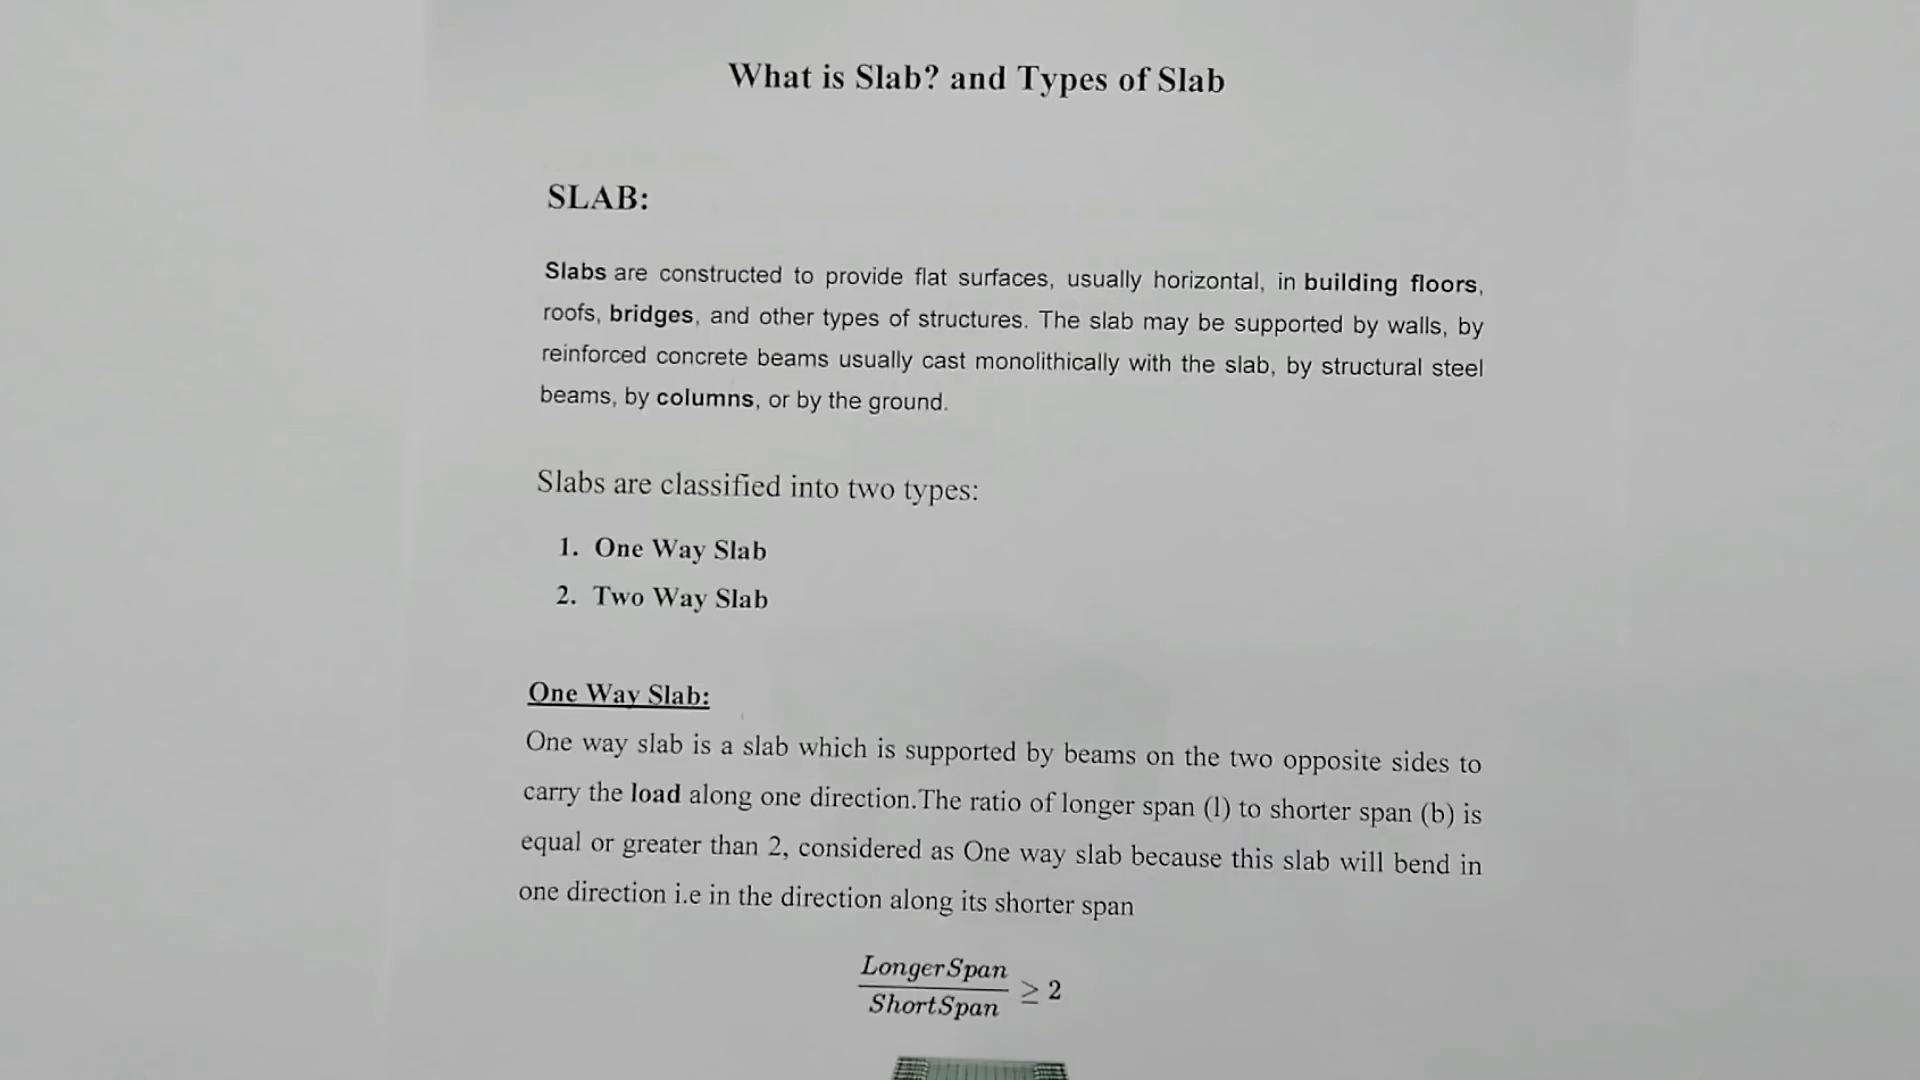 What is Slab? and Types of Slab
SLAB:
Slabs are constructed to provide flat surfaces, usually horizontal, in building floors,
roofs, bridges, and other types of structures. The slab may be supported by walls, by
reinforced concrete beams usually cast monolithically with the slab, by structural steel
beams, by columns, or by the ground.
Slabs are classified into two types:
1. One Way Slab
2. Two Way Slab
One Way Slab:
One way slab is a slab which is supported by beams on the two opposite sides to
carry the load along one direction.The ratio of longer span (l) to shorter span (b) is
equal or greater than 2, considered as One way slab because this slab will bend in
one direction i.e in the direction along its shorter span
LongerSpan
ShortSpan
≥ 2